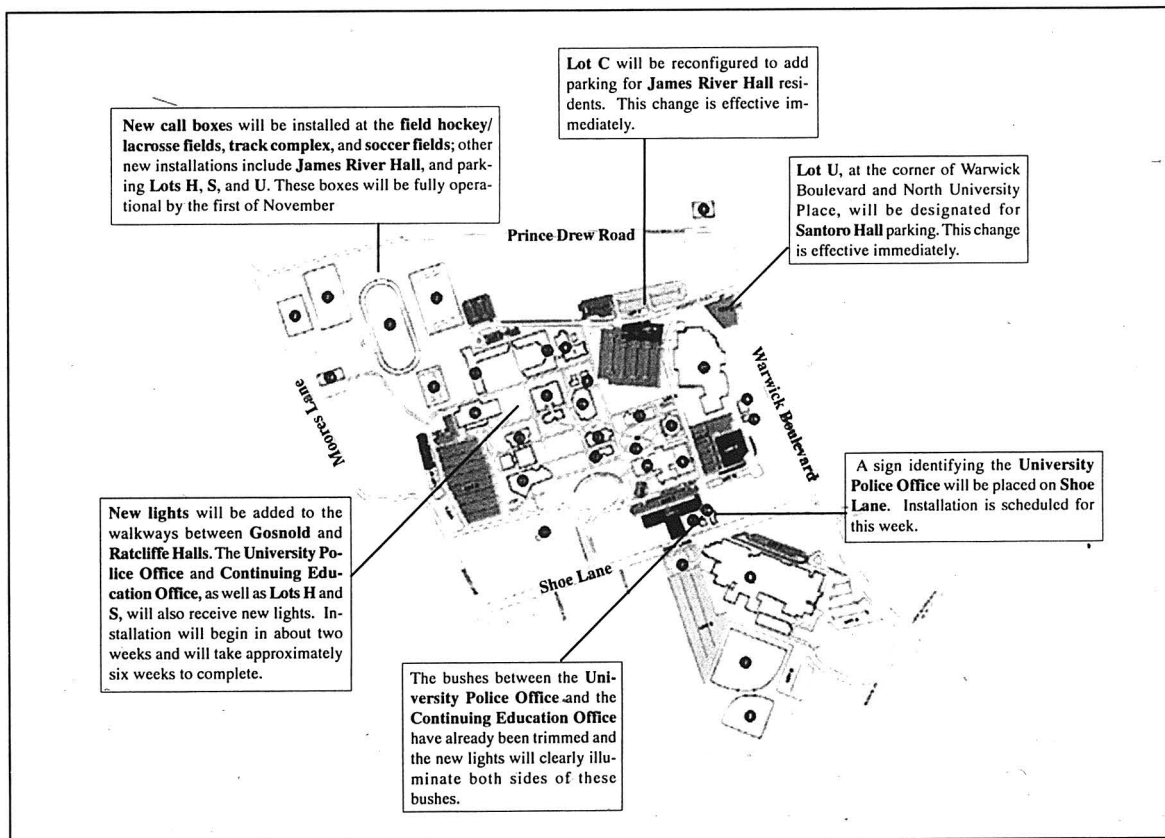 Lot C will be reconfigured to add
parking for James River Hall resi-
dents. This change is effective im-
mediately.
New call boxes will be installed at the field hockey/
lacrosse fields, track complex, and soccer fields; other
new installations include James River Hall, and park-
ing Lots H, S, and U. These boxes will be fully opera-
tional by the first of November
Lot U, at the corner of Warwick
Boulevard and North University
Place, will be designated for
Santoro Hall parking. This change
is effective immediately.
Prince Drew Road
Moores Lane
Warwick Boulevard
A sign identifying the University
Police Office will be placed on Shoe
Lane. Installation is scheduled for
this week.
New lights will be added to the
walkways between Gosnold and
Ratcliffe Halls. The University Po-
lice Office and Continuing Edu-
cation Office, as well as Lots H and
S, will also receive new lights. In-
stallation will begin in about two
weeks and will take approximately
six weeks to complete.
Shoe Lane
The bushes between the Uni-
versity Police Office and the
Continuing Education Office
have already been trimmed and
the new lights will clearly illu-
minate both sides of these
bushes.